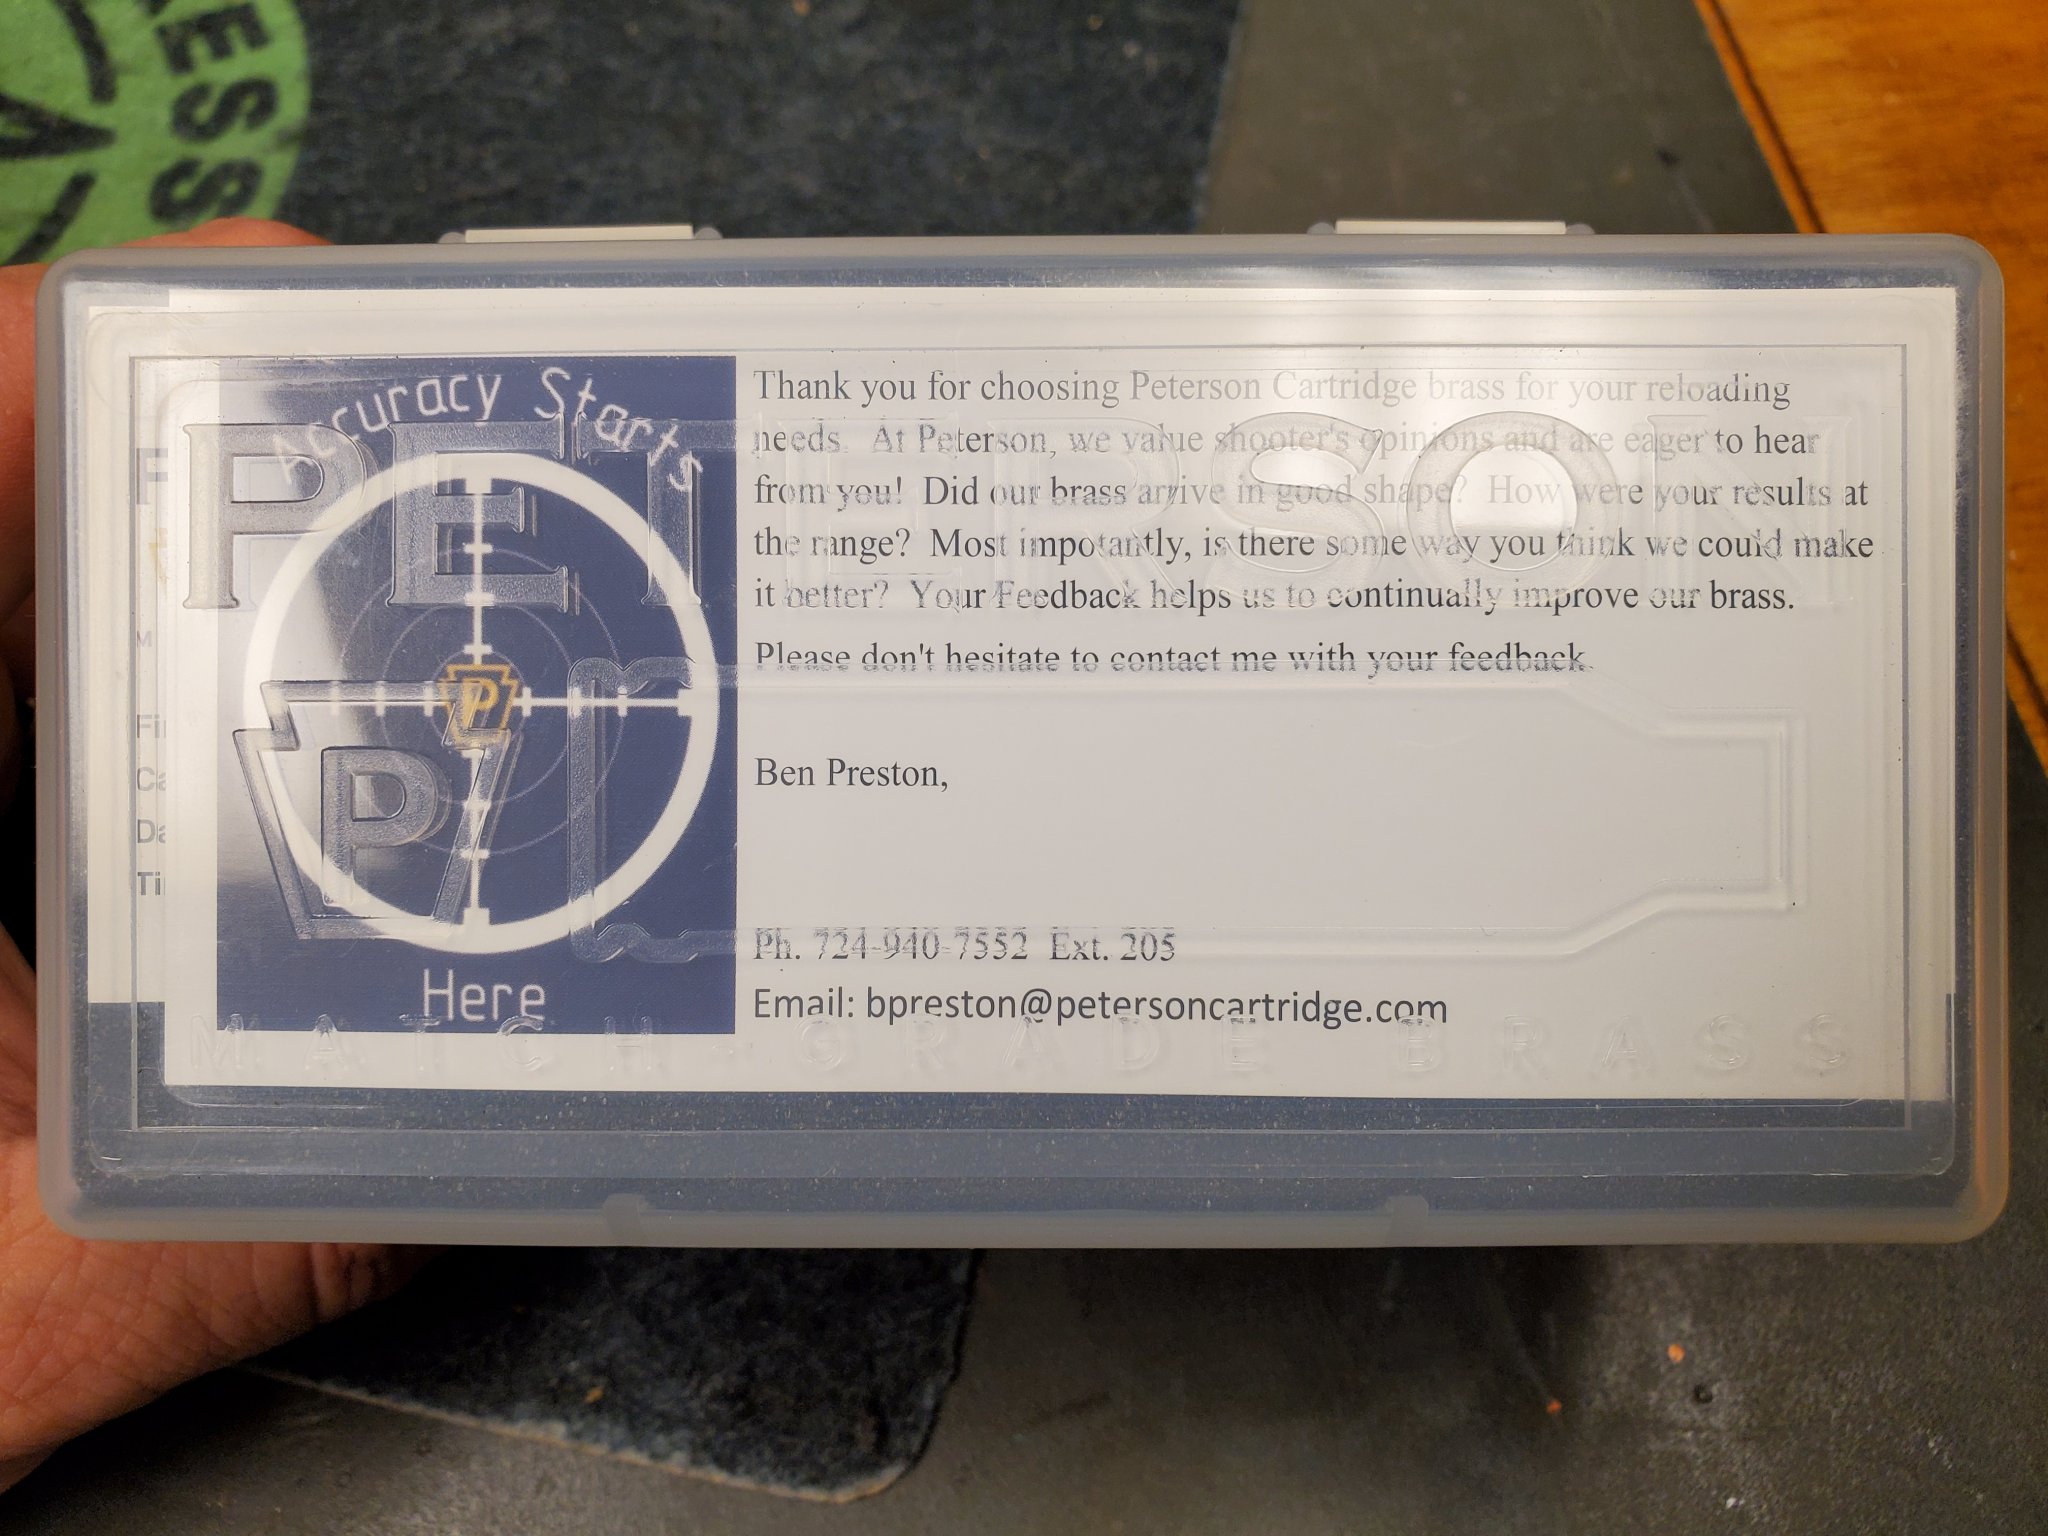 ESS
Accuracy Starts
Here
P
PETERSON
P
MATCH-GRADE BRASS
Thank you for choosing Peterson Cartridge brass for your reloading
needs. At Peterson, we value shooter's opinions and are eager to hear
from you! Did our brass arrive in good shape? How were your results at
the range? Most impotantly, is there some way you think we could make
it better? Your Feedback helps us to continually improve our brass.
Please don't hesitate to contact me with your feedback.
Ben Preston,
Ph. 724-940-7552 Ext. 205
Email: bpreston@petersoncartridge.com